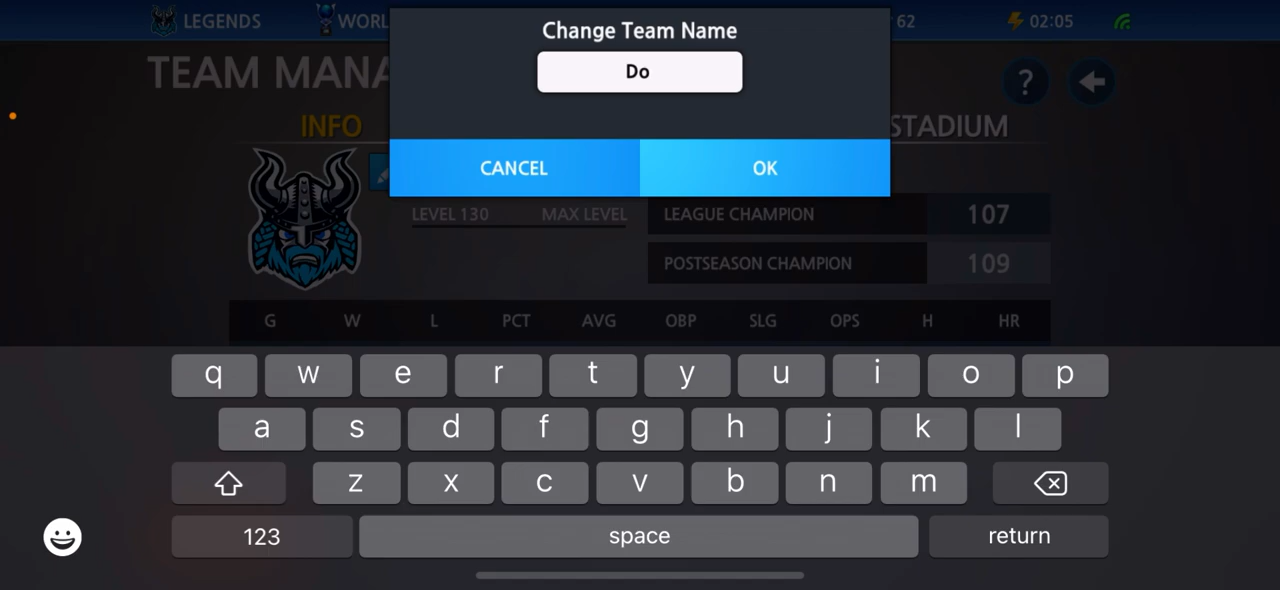 LEGENDS WORL 62 02:05
Change Team Name
Do
CANCEL OK
TEAM MANA
? 
INFO STADIUM
LEVEL 130 MAX LEVEL
LEAGUE CHAMPION 107
POSTSEASON CHAMPION 109
G W L PCT AVG OBP SLG OPS H HR
q w e r t y u i o p
a s d f g h j k l
z x c v b n m
123 space return